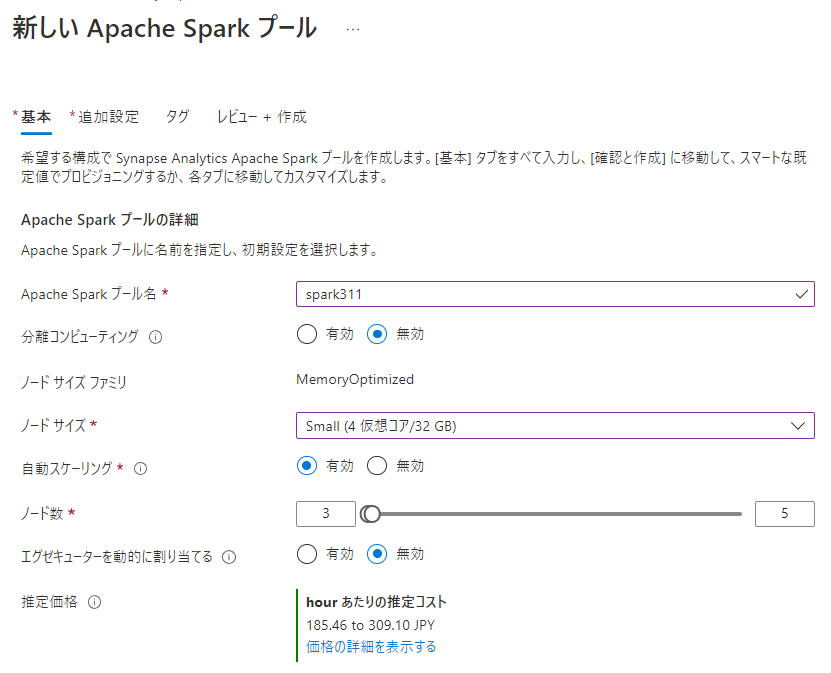 新しい Apache Spark プール …
* 基本 * 追加設定 タグ レビュー + 作成
希望する構成で Synapse Analytics Apache Spark プールを作成します。[基本] タブをすべて入力し、[確認と作成] に移動して、スマートな既
定値でプロビジョニングするか、各タブに移動してカスタマイズします。
Apache Spark プールの詳細
Apache Spark プールに名前を指定し、初期設定を選択します。
Apache Spark プール名 * spark311
分離コンピューティング 有効 無効
ノード サイズ ファミリ MemoryOptimized
ノード サイズ * Small (4 仮想コア/32 GB)
自動スケーリング * 有効 無効
ノード数 * 3 5
エグゼキューターを動的に割り当てる 有効 無効
推定価格 hour あたりの推定コスト
185.46 to 309.10 JPY
価格の詳細を表示する